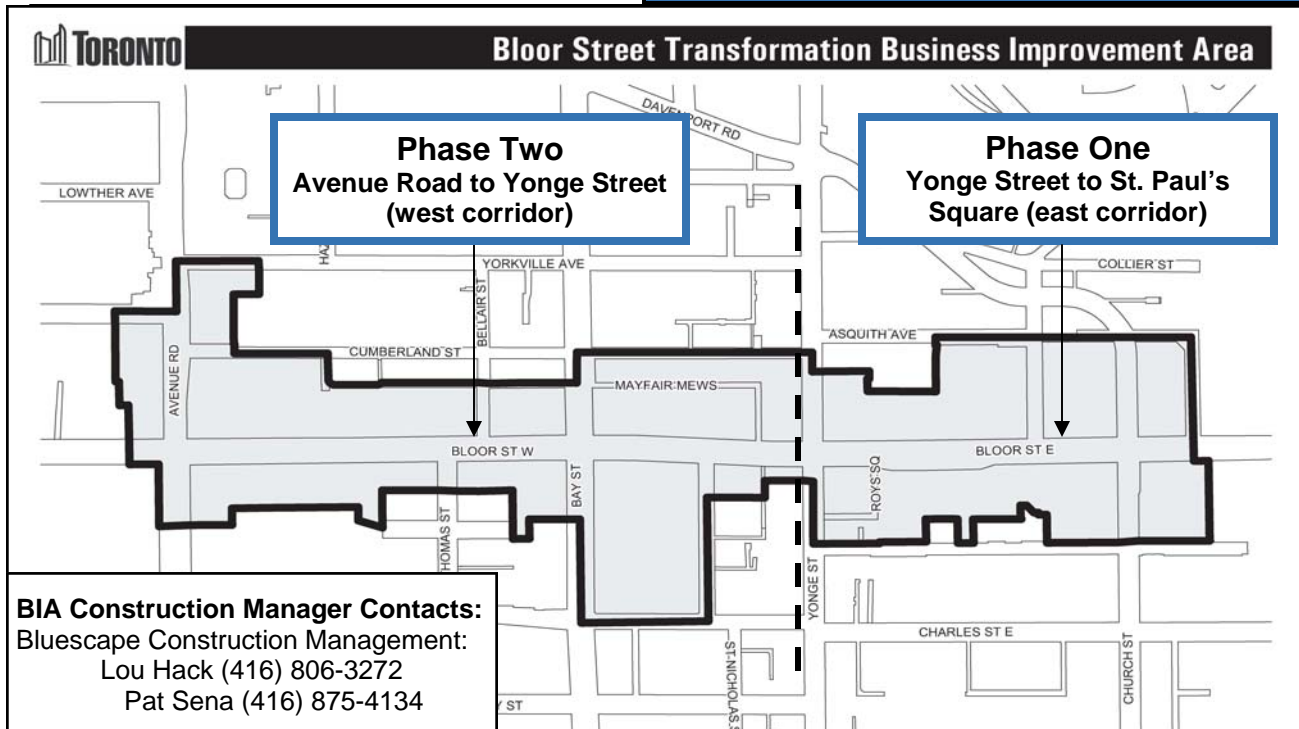 TORONTO
Bloor Street Transformation Business Improvement Area
DAVENPORT RD
Phase Two
Avenue Road to Yonge Street
(west corridor)
Phase One
Yonge Street to St. Paul's
Square (east corridor)
LOWTHER AVE
YORKVILLE AVE
COLLIER ST
BELLAIR ST
ASQUITH AVE
CUMBERLAND ST
AVENUE RD
MAYFAIR MEWS
BLOOR ST W
BLOOR ST E
BAY ST
ROYS SQ
THOMAS ST
YONGE ST
CHARLES ST E
CHURCH ST
ST NICHOLAS S
Y ST
BIA Construction Manager Contacts:
Bluescape Construction Management:
Lou Hack (416) 806-3272
Pat Sena (416) 875-4134